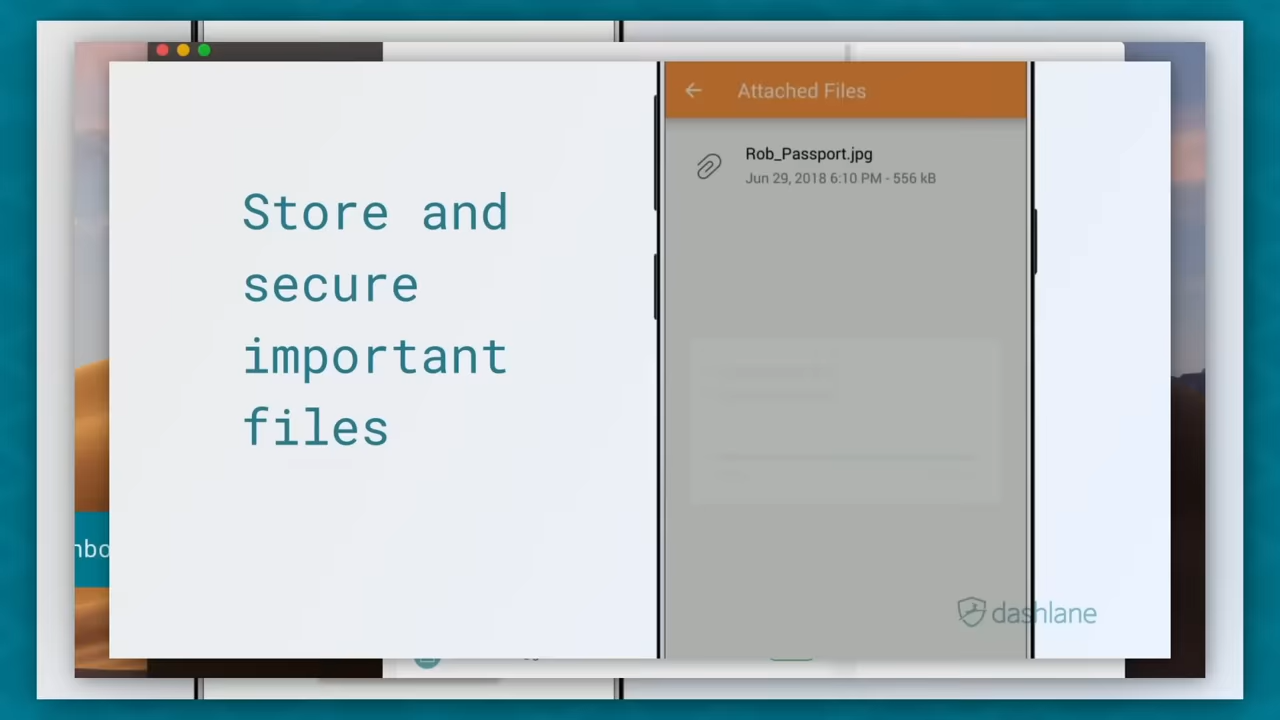 Store and
secure
important
files
Attached Files
Rob_Passport.jpg
Jun 29, 2018 6:10 PM - 556 kB
dashlane